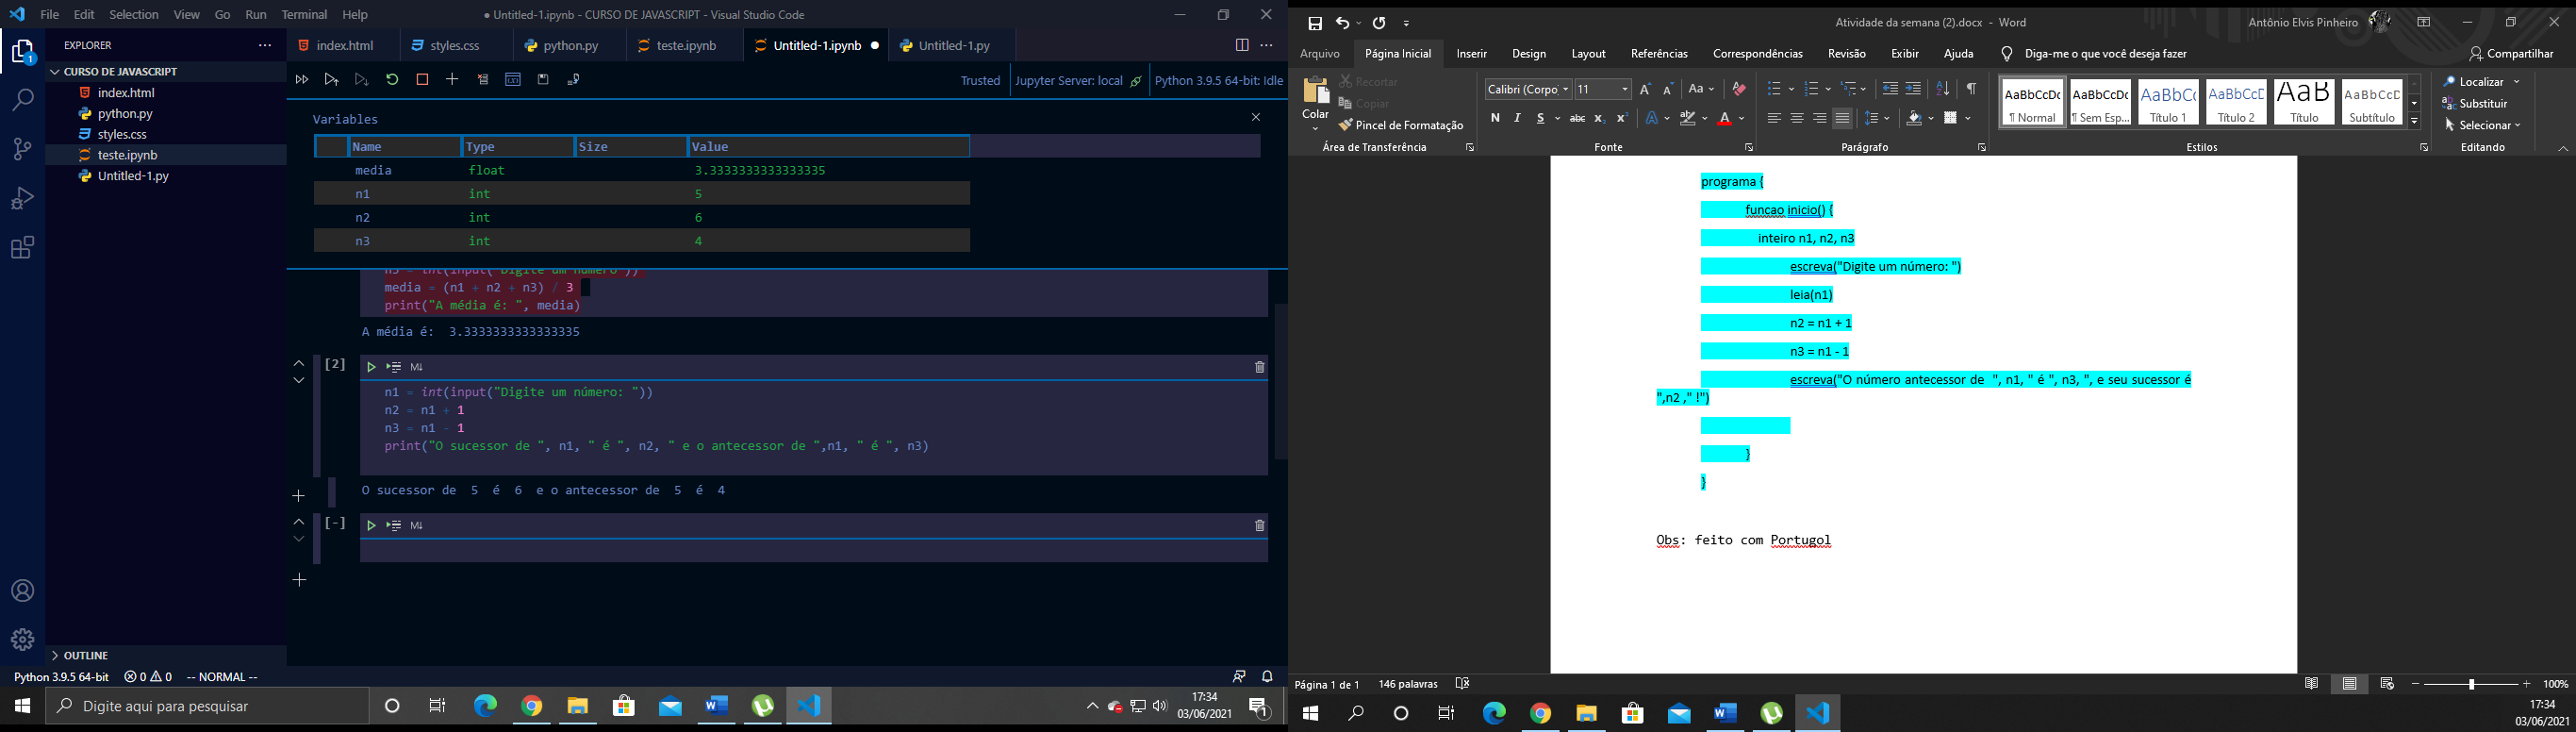 File Edit Selection View Go Run Terminal Help
● Untitled-1.ipynb - CURSO DE JAVASCRIPT - Visual Studio Code
EXPLORER
index.html styles.css python.py teste.ipynb Untitled-1.ipynb Untitled-1.py
CURSO DE JAVASCRIPT
index.html
python.py
styles.css
teste.ipynb
Untitled-1.py
Trusted Jupyter Server: local Python 3.9.5 64-bit: Idle
Variables
Name Type Size Value
media float 3.3333333333333335
n1 int 5
n2 int 6
n3 int 4
n3 = int(input("Digite um número"))
media = (n1 + n2 + n3) / 3
print("A média é: ", media)
A média é:  3.3333333333333335
[2]
M↓
n1 = int(input("Digite um número: "))
n2 = n1 + 1
n3 = n1 - 1
print("O sucessor de ", n1, " é ", n2, " e o antecessor de ",n1, " é ", n3)
O sucessor de  5  é  6  e o antecessor de  5  é  4
[-]
M↓
OUTLINE
Python 3.9.5 64-bit 0 0 -- NORMAL --
Digite aqui para pesquisar
17:34
03/06/2021
1
Atividade da semana (2).docx - Word
Antônio Elvis Pinheiro
Arquivo Página Inicial Inserir Design Layout Referências Correspondências Revisão Exibir Ajuda Diga-me o que você deseja fazer Compartilhar
Colar
Recortar
Copiar
Pincel de Formatação
Área de Transferência
Calibri (Corpo) 11
N I S abc x₂ x²
Fonte
Parágrafo
AaBbCcDc AaBbCcDc AaBbCc AaBbCcD AaB AaBbCcD
¶ Normal ¶ Sem Esp... Título 1 Título 2 Título Subtítulo
Estilos
Localizar
Substituir
Selecionar
Editando
programa {
funcao inicio() {
inteiro n1, n2, n3
escreva("Digite um número: ")
leia(n1)
n2 = n1 + 1
n3 = n1 - 1
escreva("O número antecessor de  ", n1, " é ", n3, ", e seu sucessor é
",n2 ," !")
}
}
Obs: feito com Portugol
Página 1 de 1 146 palavras 100%
17:34
03/06/2021